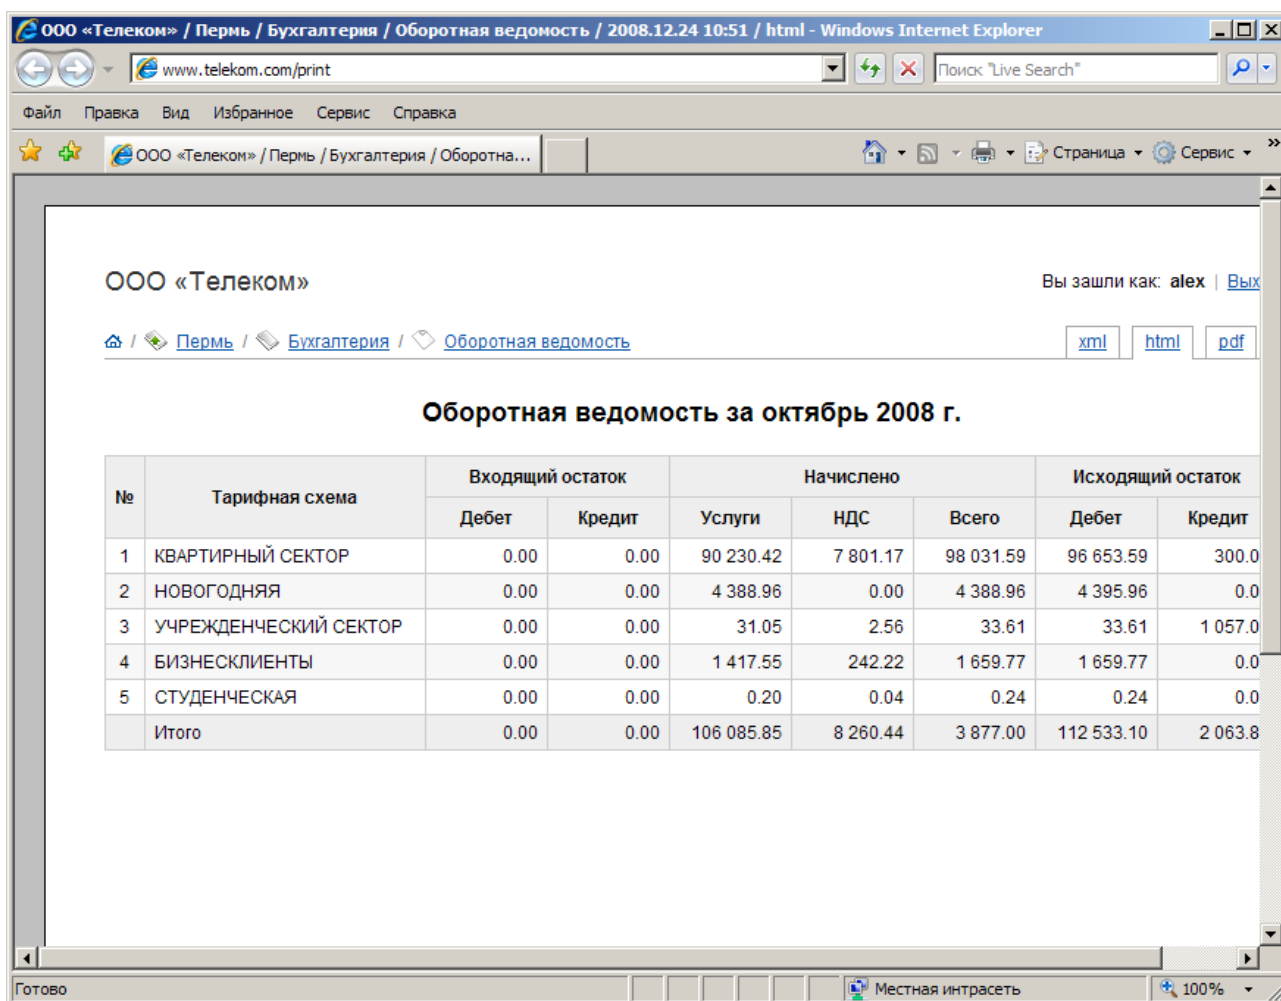 ООО «Телеком» / Пермь / Бухгалтерия / Оборотная ведомость / 2008.12.24 10:51 / html - Windows Internet Explorer
www.telekom.com/print Поиск "Live Search"
Файл Правка Вид Избранное Сервис Справка
ООО «Телеком» / Пермь / Бухгалтерия / Оборотна... Страница Сервис »
ООО «Телеком» Вы зашли как: alex | Вых
/ Пермь / Бухгалтерия / Оборотная ведомость xml html pdf
Оборотная ведомость за октябрь 2008 г.
№ Тарифная схема Входящий остаток Начислено Исходящий остаток
Дебет Кредит Услуги НДС Всего Дебет Кредит
1 КВАРТИРНЫЙ СЕКТОР 0.00 0.00 90 230.42 7 801.17 98 031.59 96 653.59 300.0
2 НОВОГОДНЯЯ 0.00 0.00 4 388.96 0.00 4 388.96 4 395.96 0.0
3 УЧРЕЖДЕНЧЕСКИЙ СЕКТОР 0.00 0.00 31.05 2.56 33.61 33.61 1 057.0
4 БИЗНЕСКЛИЕНТЫ 0.00 0.00 1 417.55 242.22 1 659.77 1 659.77 0.0
5 СТУДЕНЧЕСКАЯ 0.00 0.00 0.20 0.04 0.24 0.24 0.0
Итого 0.00 0.00 106 085.85 8 260.44 3 877.00 112 533.10 2 063.8
Готово Местная интрасеть 100%